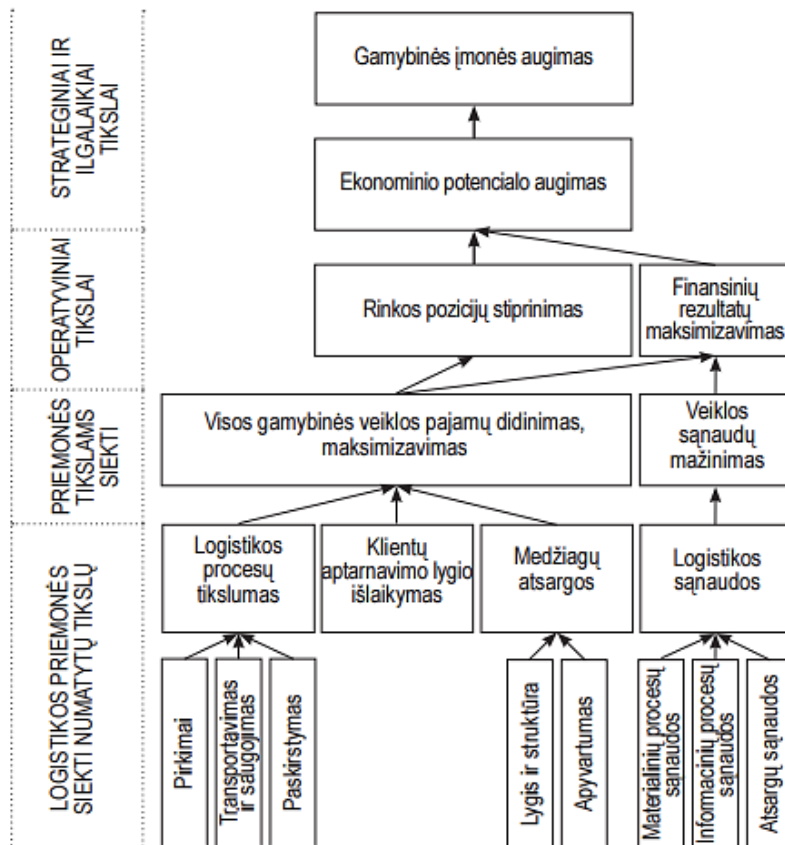 STRATEGINIAI IR
ILGALAIKIAI
TIKSLAI
Gamybinės įmonės augimas
Ekonominio potencialo augimas
OPERATYVINIAI
TIKSLAI
Rinkos pozicijų stiprinimas
Finansinių
rezultatų
maksimizavimas
PRIEMONĖS
TIKSLAMS
SIEKTI
Visos gamybinės veiklos pajamų didinimas,
maksimizavimas
Veiklos
sąnaudų
mažinimas
LOGISTIKOS PRIEMONĖS
SIEKTI NUMATYTŲ TIKSLŲ
Logistikos
procesų
tikslumas
Klientų
aptarnavimo lygio
išlaikymas
Medžiagų
atsargos
Logistikos
sąnaudos
Pirkimai
Transportavimas
ir saugojimas
Paskirstymas
Lygis ir struktūra
Apyvartumas
Materialinių procesų
sąnaudos
Informacinių procesų
sąnaudos
Atsargų sąnaudos